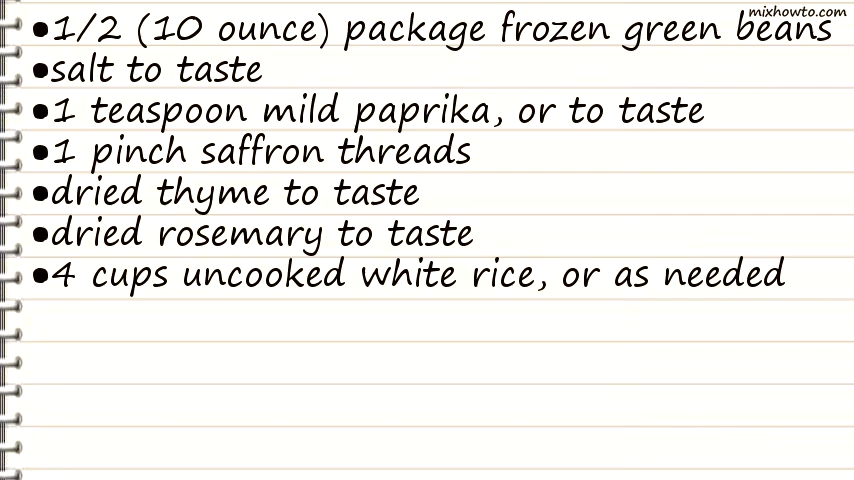 mixhowto.com
•1/2 (10 ounce) package frozen green beans
•salt to taste
•1 teaspoon mild paprika, or to taste
•1 pinch saffron threads
•dried thyme to taste
•dried rosemary to taste
•4 cups uncooked white rice, or as needed